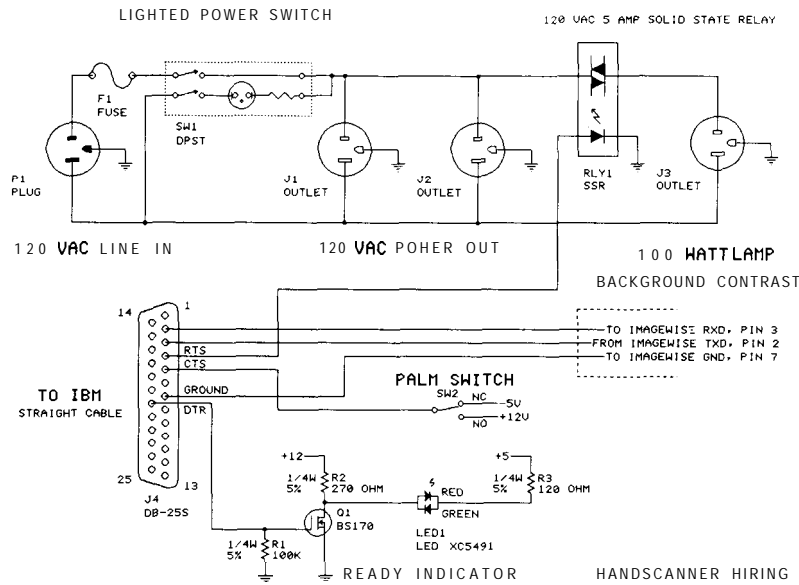 LIGHTED POWER SWITCH
120 VAC 5 AMP SOLID STATE RELAY
F1
FUSE
SW1
DPST
P1
PLUG
J1
OUTLET
J2
OUTLET
RLY1
SSR
J3
OUTLET
120 VAC LINE IN
120 VAC POHER OUT
100 WATT LAMP
BACKGROUND CONTRAST
14
1
TO IMAGEWISE RXD, PIN 3
FROM IMAGEWISE TXD, PIN 2
TO IMAGEWISE GND, PIN 7
RTS
CTS
GROUND
DTR
TO IBM
STRAIGHT CABLE
PALM SWITCH
SW2
NC
-5V
+12V
NO
25
13
J4
DB-25S
+12
1/4W
5%
R2
270 OHM
RED
GREEN
LED1
LED XC5491
+5
1/4W
5%
R3
120 OHM
Q1
BS170
1/4W
5%
R1
100K
READY INDICATOR
HANDSCANNER HIRING